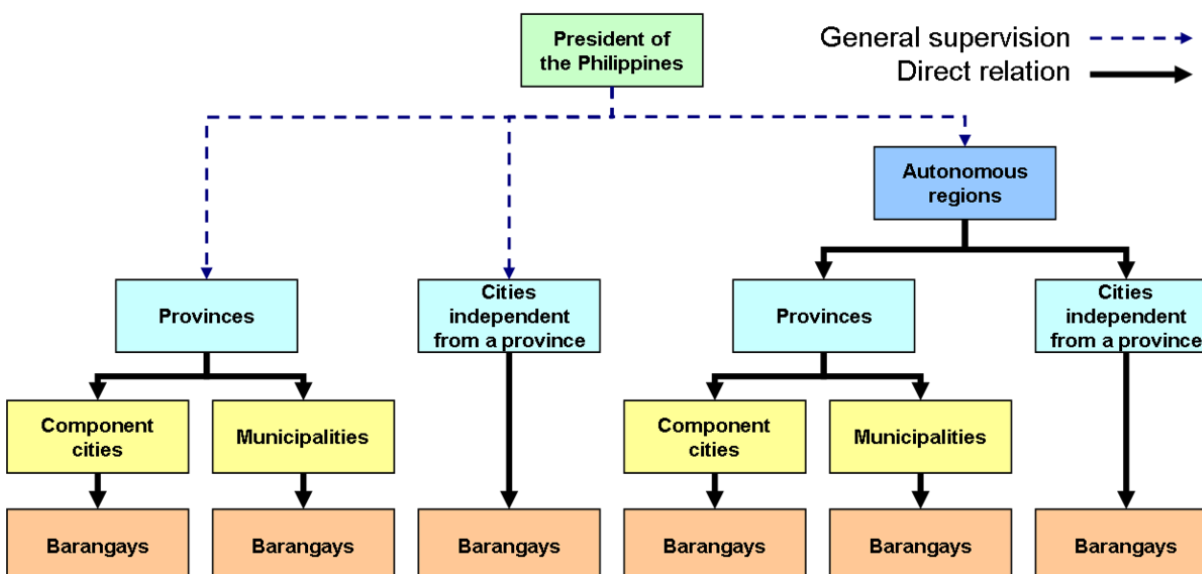 President of
the Philippines
General supervision
Direct relation
Autonomous
regions
Provinces
Cities
independent
from a province
Provinces
Cities
independent
from a province
Component
cities
Municipalities
Component
cities
Municipalities
Barangays
Barangays
Barangays
Barangays
Barangays
Barangays